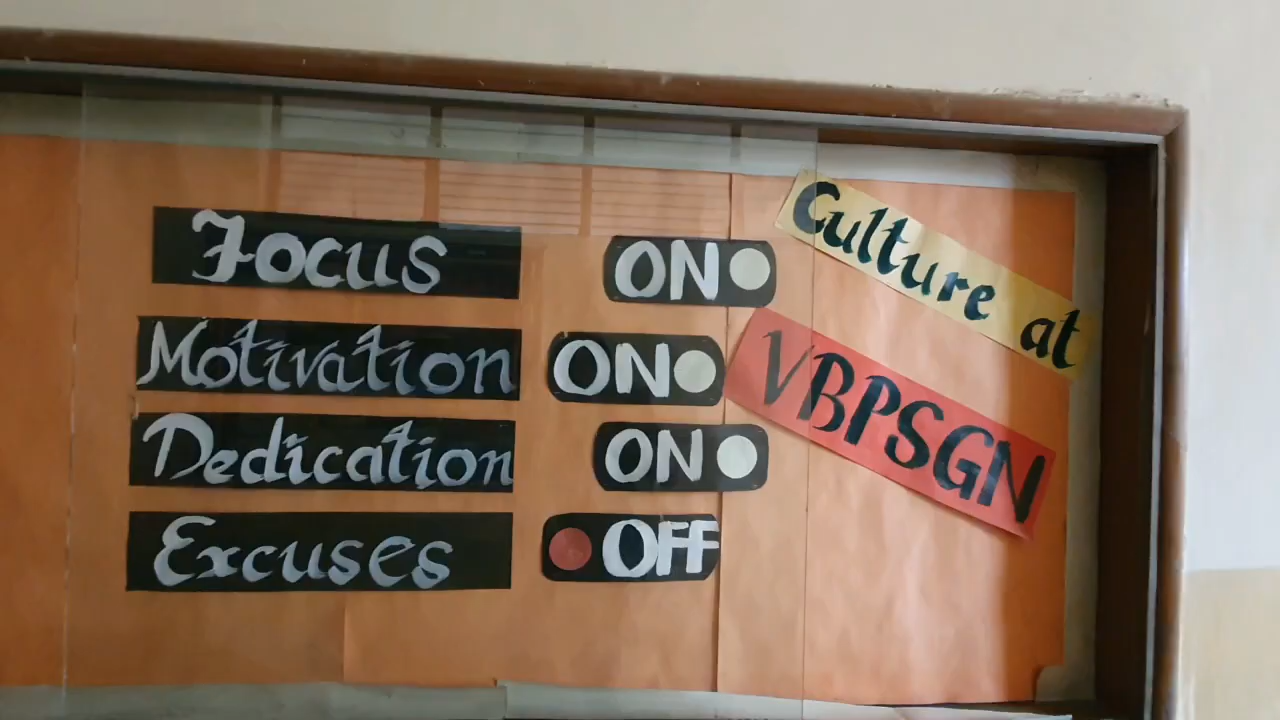 Focus ON
Motivation ON
Dedication ON
Excuses OFF
Culture at
VBPSGN